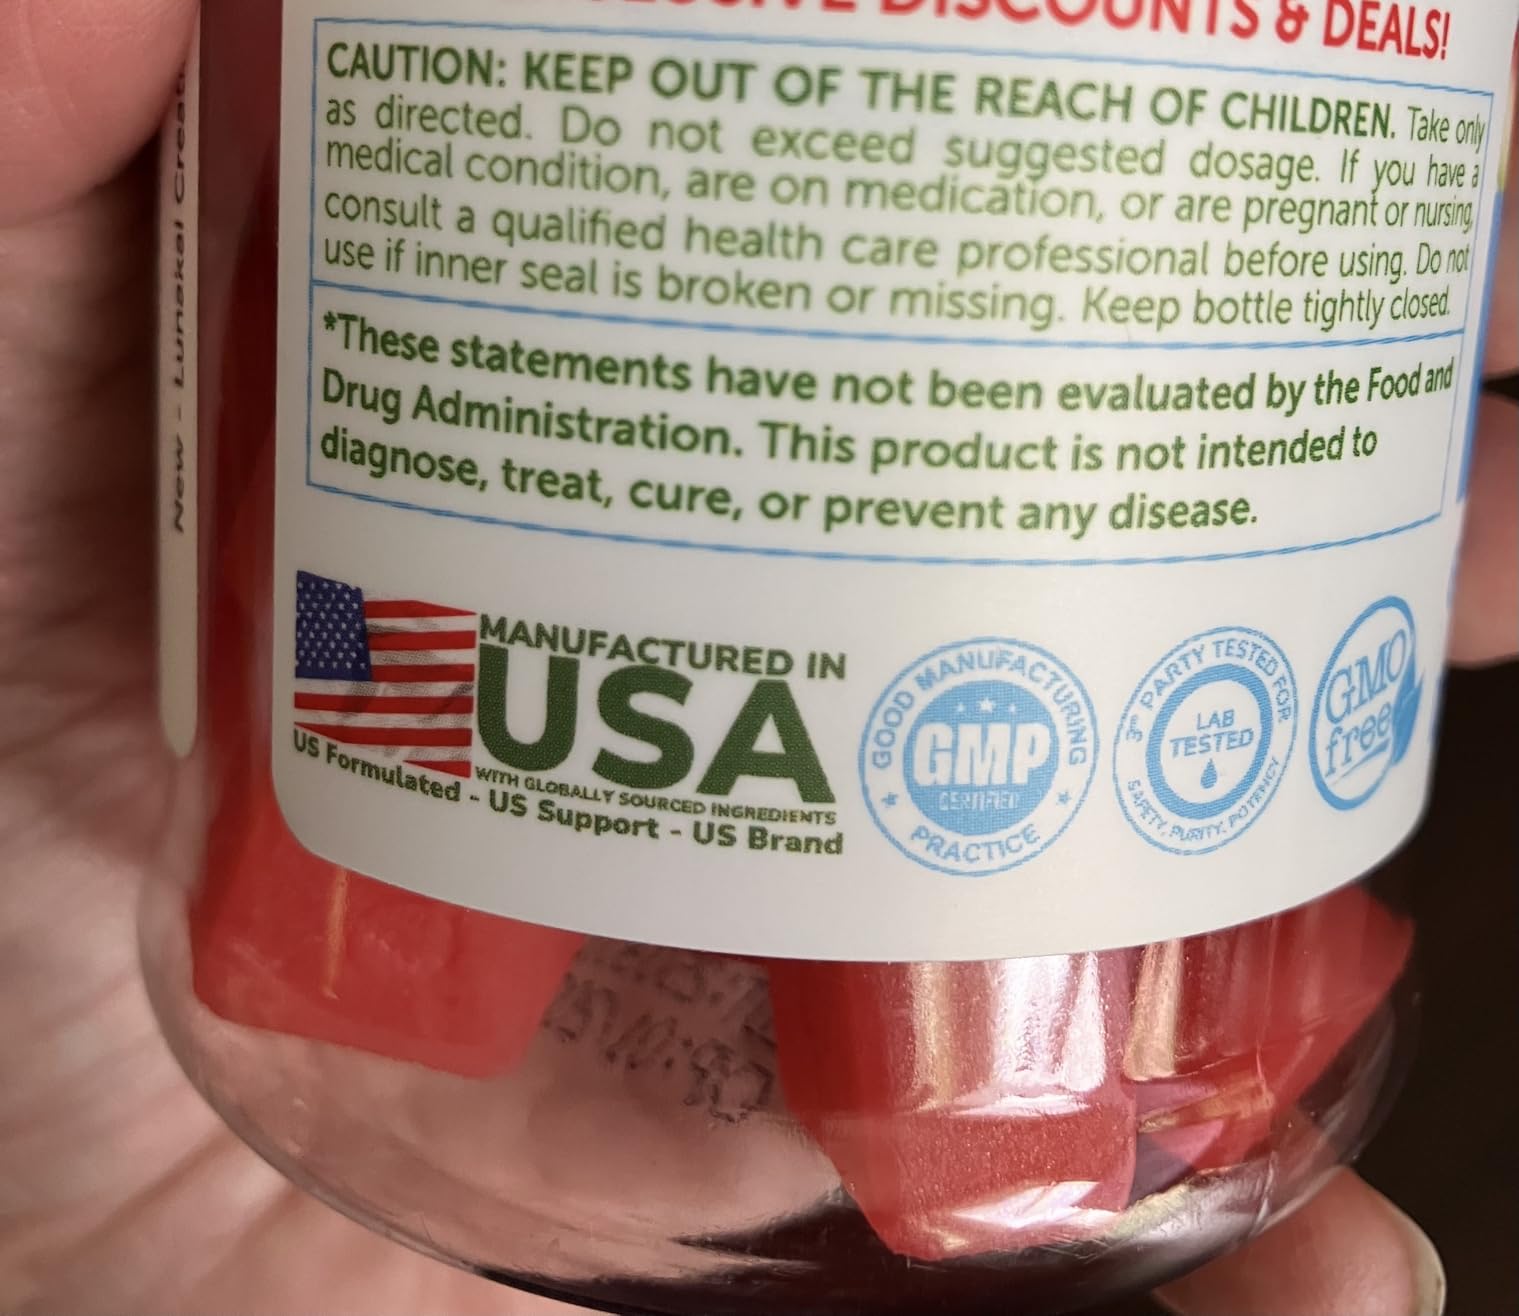 DISCOUNTS & DEALS!
CAUTION: KEEP OUT OF THE REACH OF CHILDREN. Take only
as directed. Do not exceed suggested dosage. If you have a
medical condition, are on medication, or are pregnant or nursing,
consult a qualified health care professional before using. Do not
use if inner seal is broken or missing. Keep bottle tightly closed.
*These statements have not been evaluated by the Food and
Drug Administration. This product is not intended to
diagnose, treat, cure, or prevent any disease.
MANUFACTURED IN
USA
WITH GLOBALLY SOURCED INGREDIENTS
US Formulated - US Support - US Brand
GOOD MANUFACTURING
GMP
CERTIFIED
PRACTICE
3RD PARTY TESTED FOR
LAB
TESTED
SAFETY, PURITY, POTENCY
GMO
free
New - Lunakai